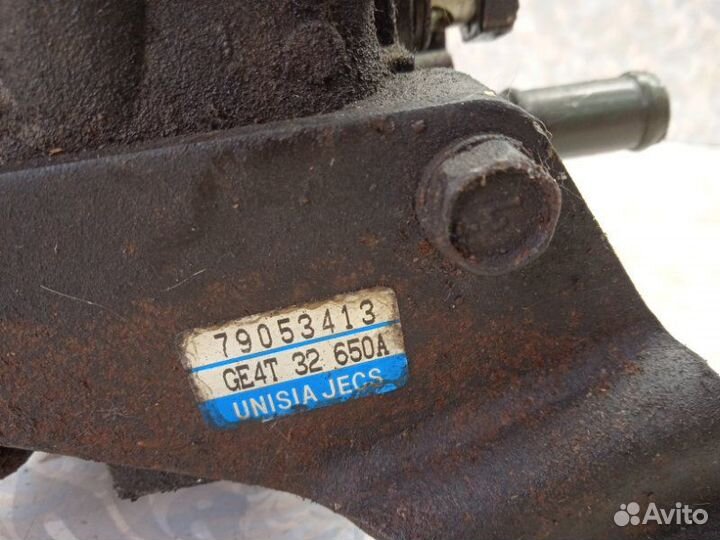 79053413
GE4T 32 650A
UNISIA JECS
Avito